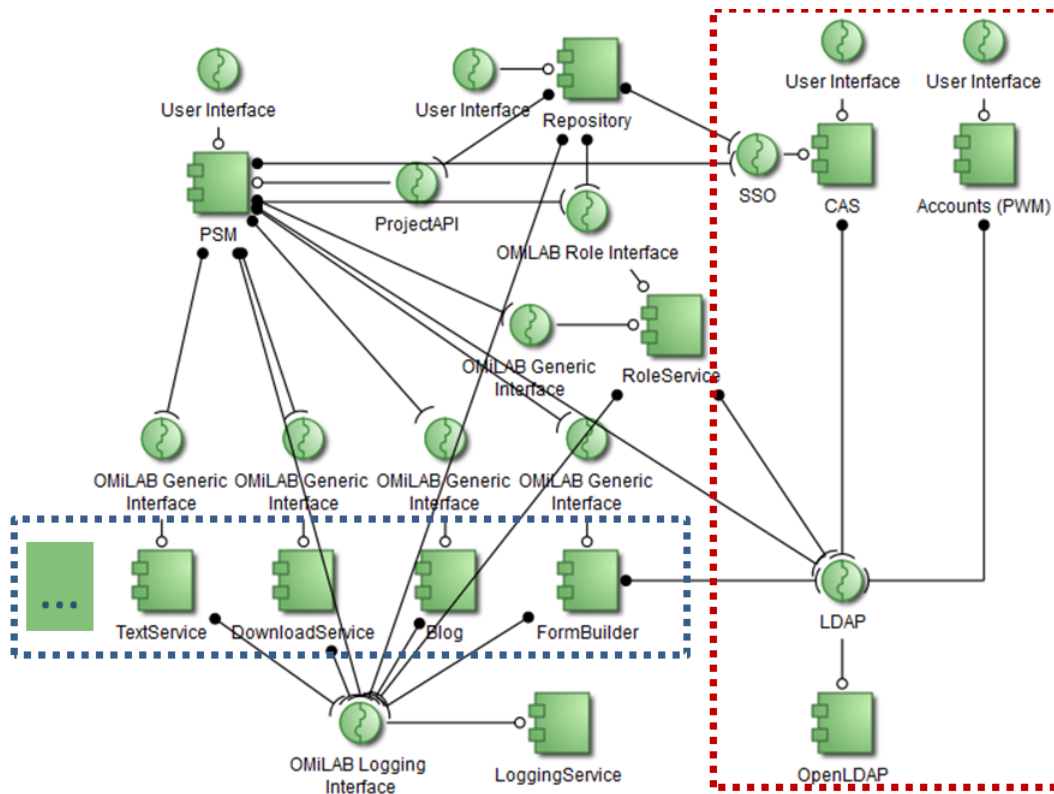 User Interface
User Interface
User Interface
User Interface
Repository
SSO
CAS
Accounts (PWM)
PSM
ProjectAPI
OMiLAB Role Interface
OMiLAB Generic
Interface
RoleService
OMiLAB Generic
Interface
OMiLAB Generic
Interface
OMiLAB Generic
Interface
OMiLAB Generic
Interface
...
TextService
DownloadService
Blog
FormBuilder
LDAP
OMiLAB Logging
Interface
LoggingService
OpenLDAP